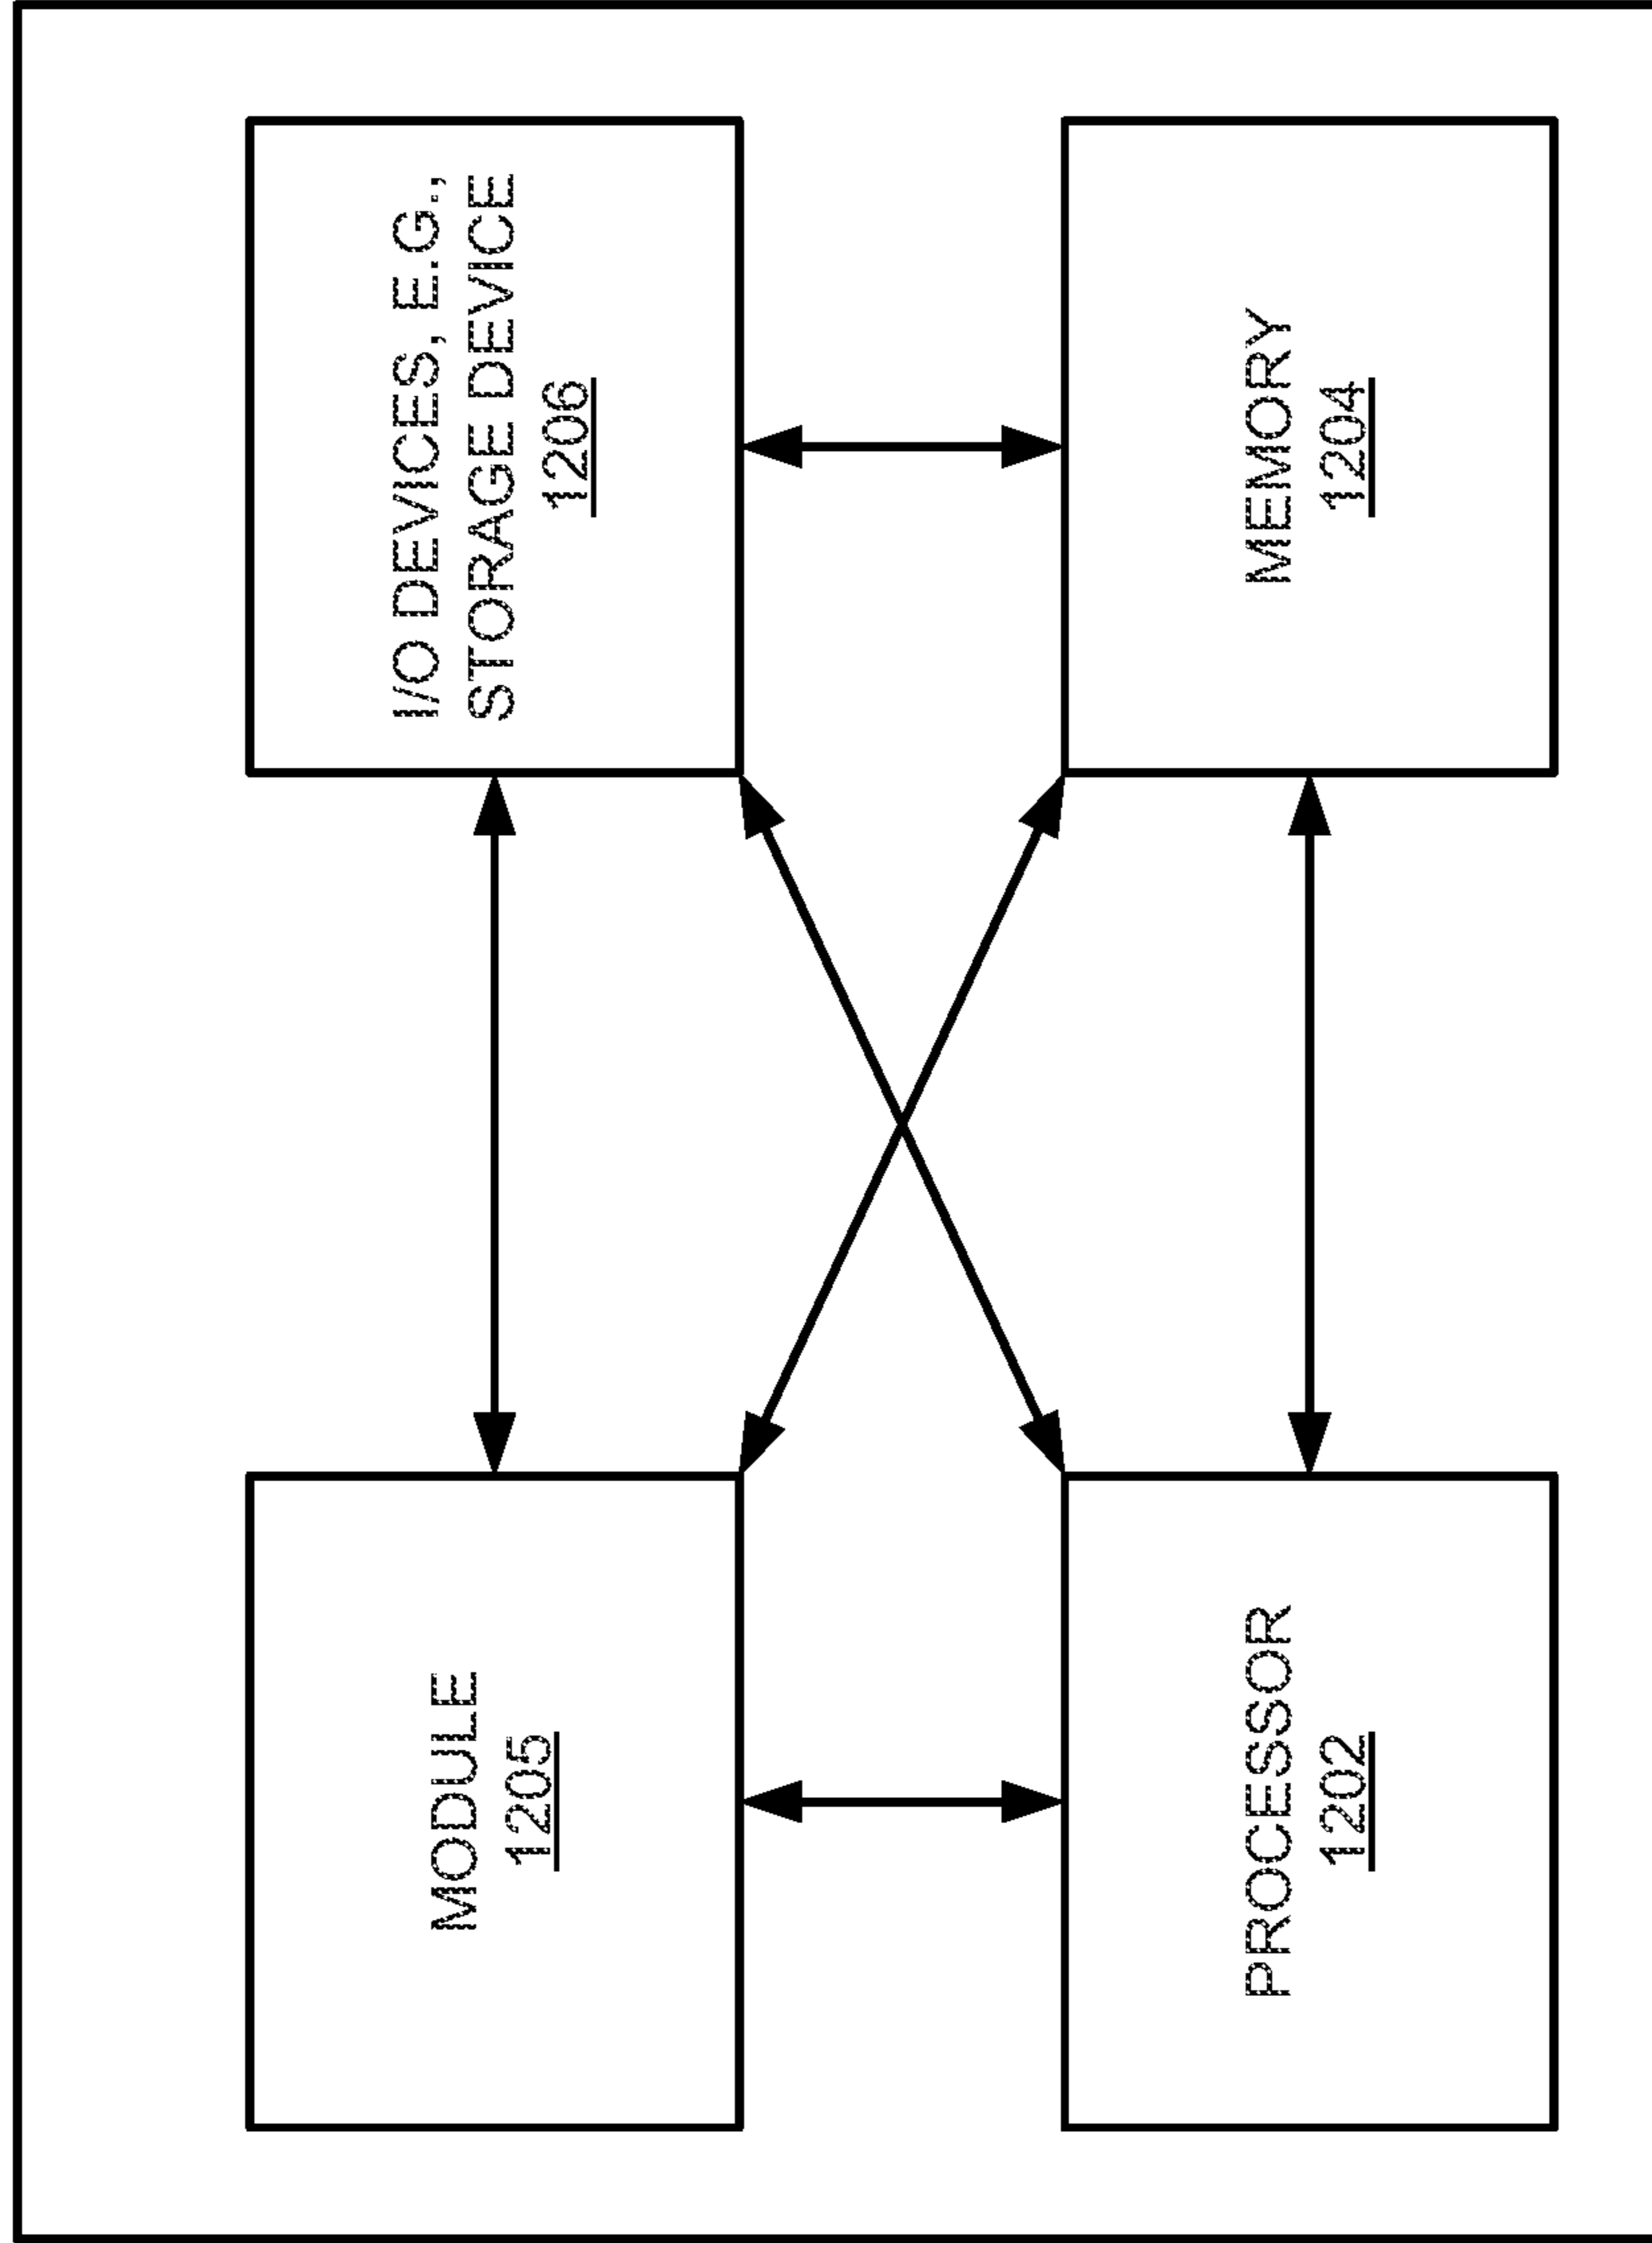 MODULE
1205
I/O DEVICES, E.G.,
STORAGE DEVICE
1206
PROCESSOR
1202
MEMORY
1204